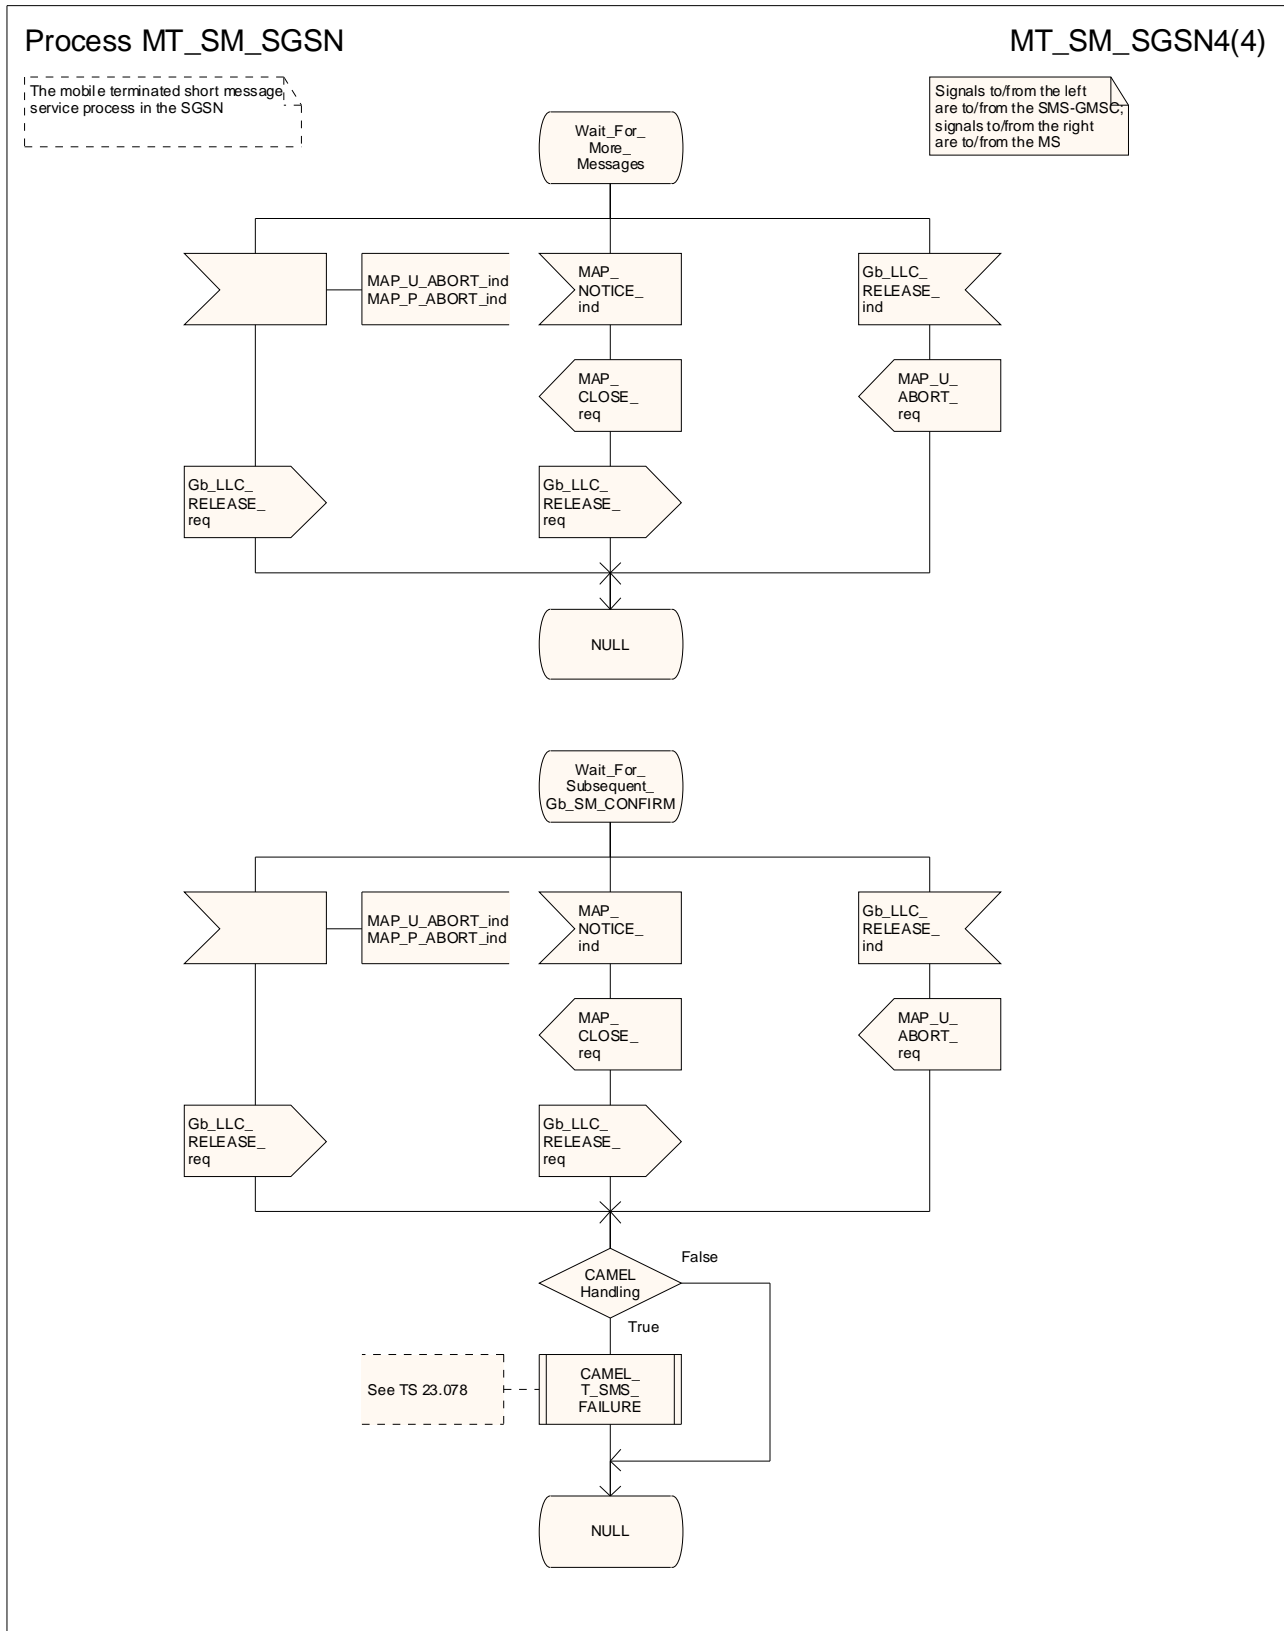 Process MT_SM_SGSN
MT_SM_SGSN4(4)
The mobile terminated short message
service process in the SGSN
Signals to/from the left
are to/from the SMS-GMSC;
signals to/from the right
are to/from the MS
Wait_For_
More_
Messages
MAP_U_ABORT_ind
MAP_P_ABORT_ind
MAP_
NOTICE_
ind
Gb_LLC_
RELEASE_
ind
MAP_
CLOSE_
req
MAP_U_
ABORT_
req
Gb_LLC_
RELEASE_
req
Gb_LLC_
RELEASE_
req
NULL
Wait_For_
Subsequent_
Gb_SM_CONFIRM
MAP_U_ABORT_ind
MAP_P_ABORT_ind
MAP_
NOTICE_
ind
Gb_LLC_
RELEASE_
ind
MAP_
CLOSE_
req
MAP_U_
ABORT_
req
Gb_LLC_
RELEASE_
req
Gb_LLC_
RELEASE_
req
CAMEL
Handling
False
True
See TS 23.078
CAMEL_
T_SMS_
FAILURE
NULL